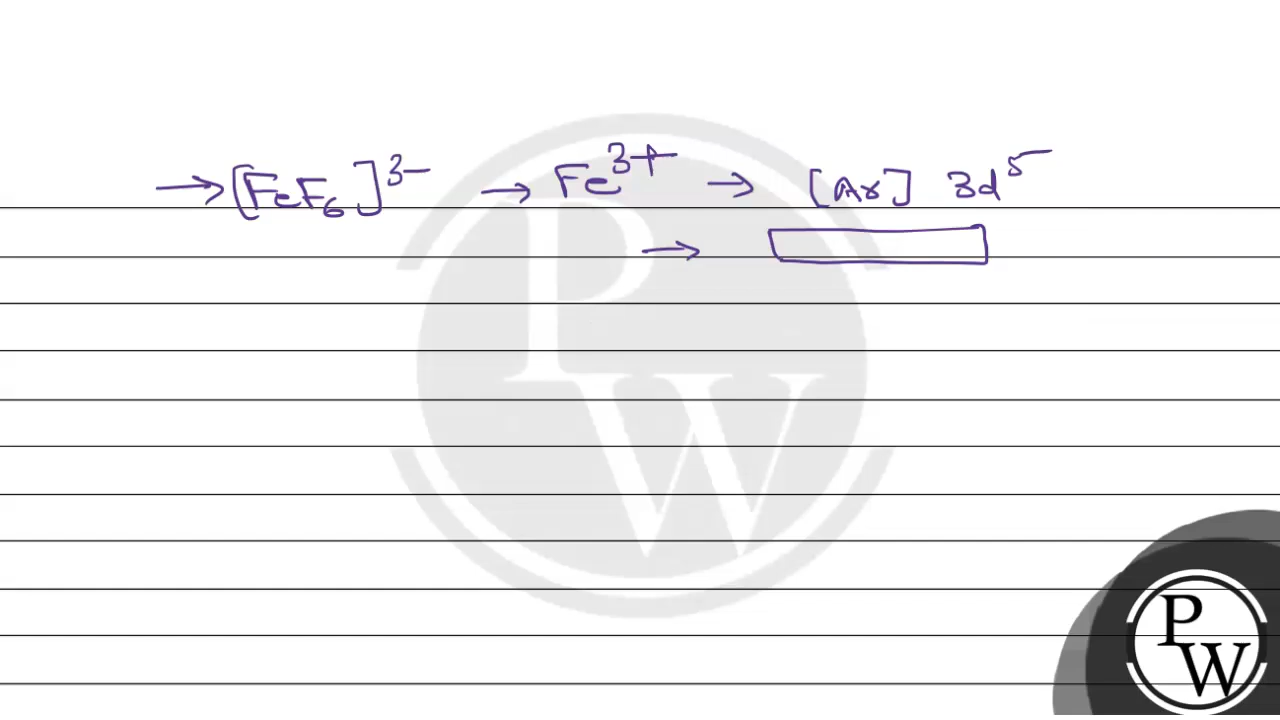 → [FeF₆]³⁻ → Fe³⁺ → [Ar] 3d⁵
→
P
W
P
W